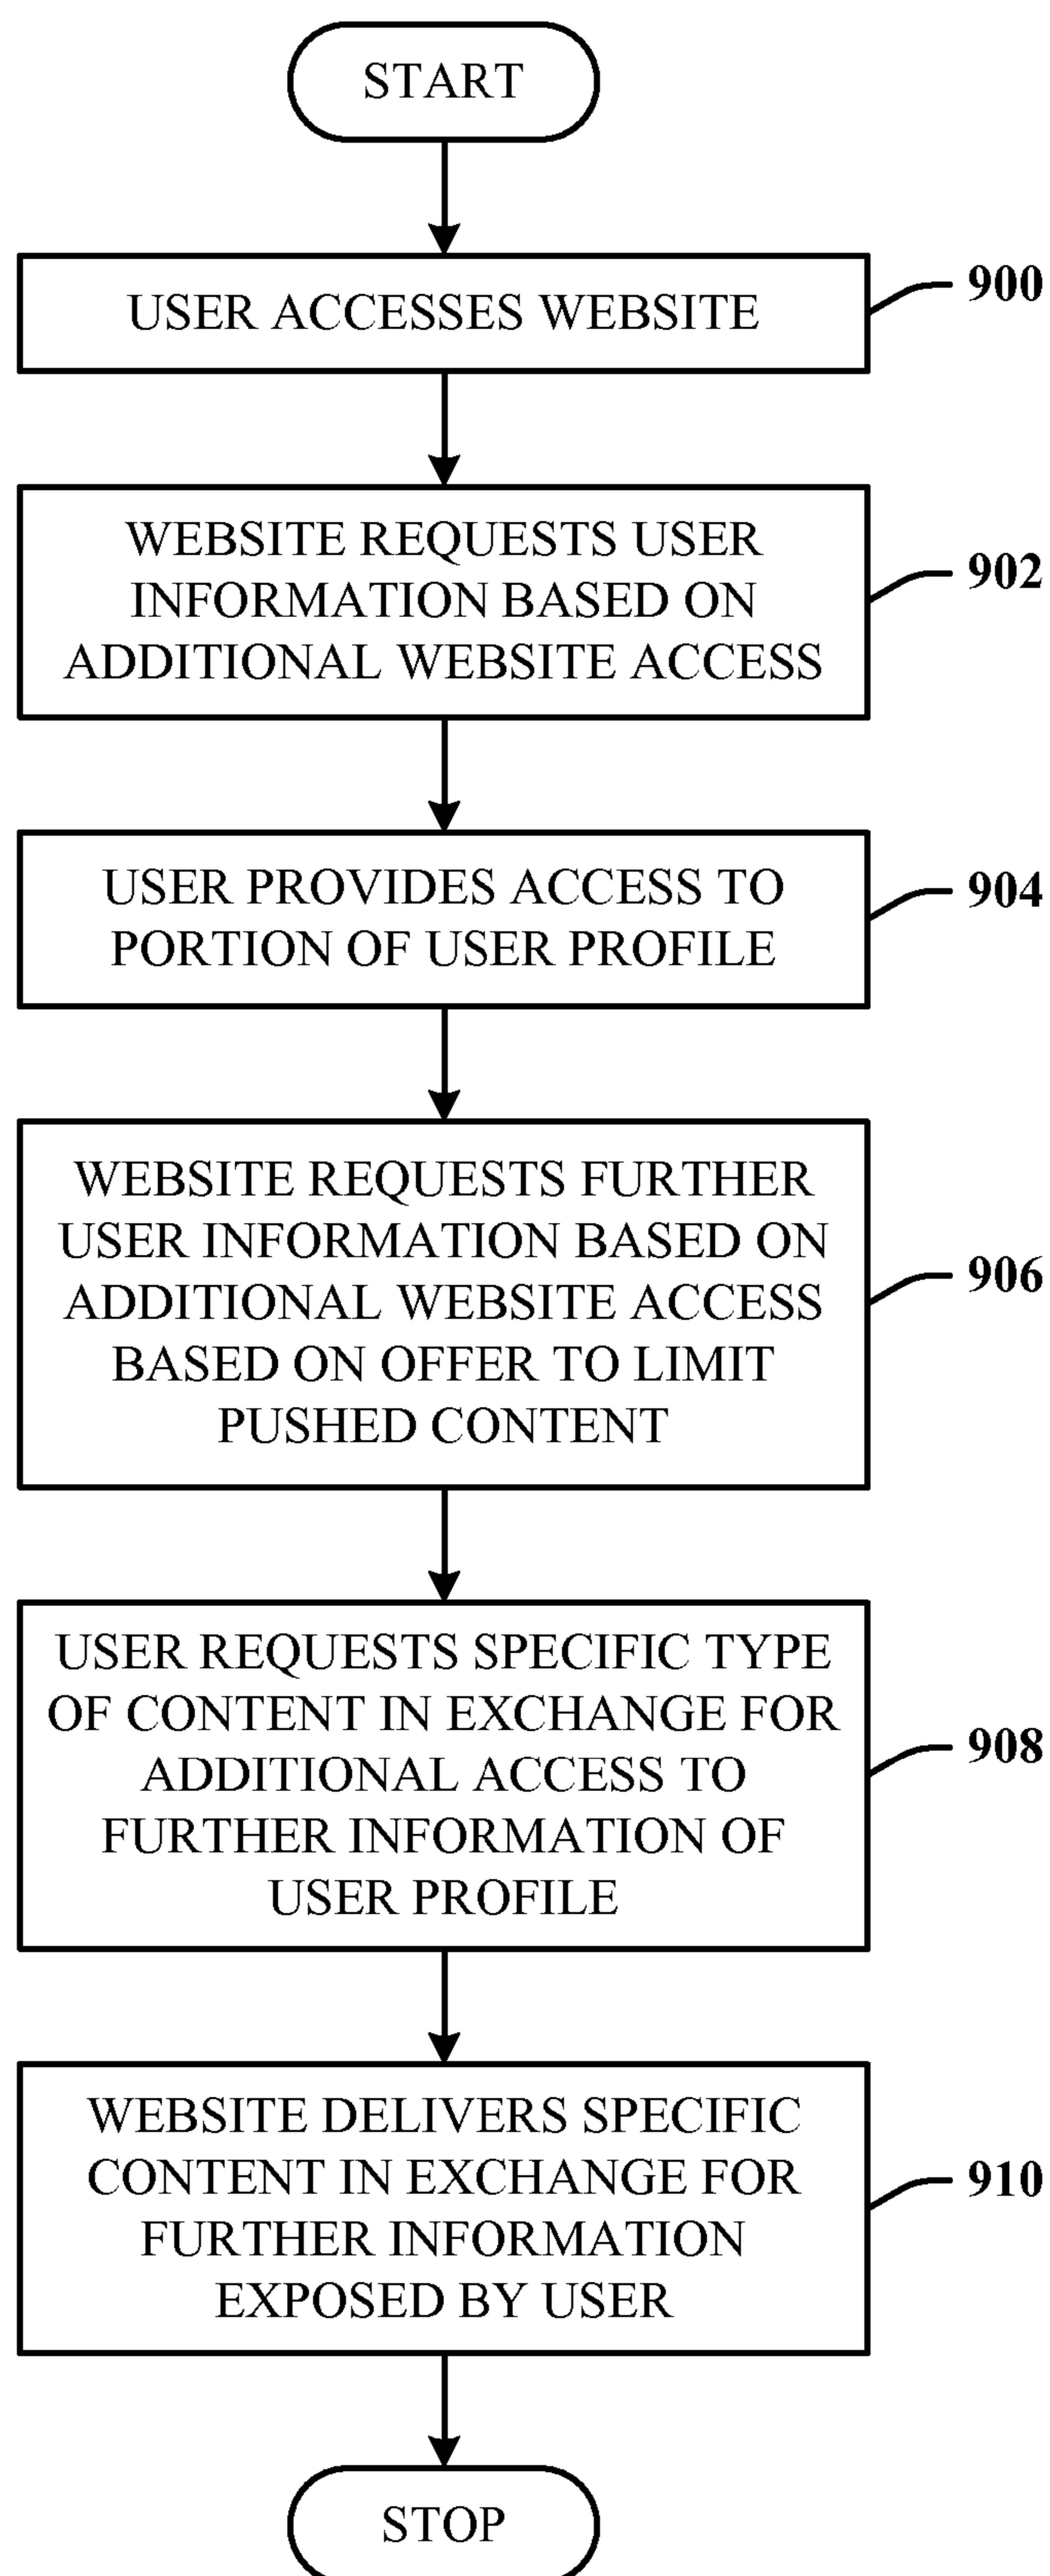 START
USER ACCESSES WEBSITE
900
WEBSITE REQUESTS USER
INFORMATION BASED ON
ADDITIONAL WEBSITE ACCESS
902
USER PROVIDES ACCESS TO
PORTION OF USER PROFILE
904
WEBSITE REQUESTS FURTHER
USER INFORMATION BASED ON
ADDITIONAL WEBSITE ACCESS
BASED ON OFFER TO LIMIT
PUSHED CONTENT
906
USER REQUESTS SPECIFIC TYPE
OF CONTENT IN EXCHANGE FOR
ADDITIONAL ACCESS TO
FURTHER INFORMATION OF
USER PROFILE
908
WEBSITE DELIVERS SPECIFIC
CONTENT IN EXCHANGE FOR
FURTHER INFORMATION
EXPOSED BY USER
910
STOP